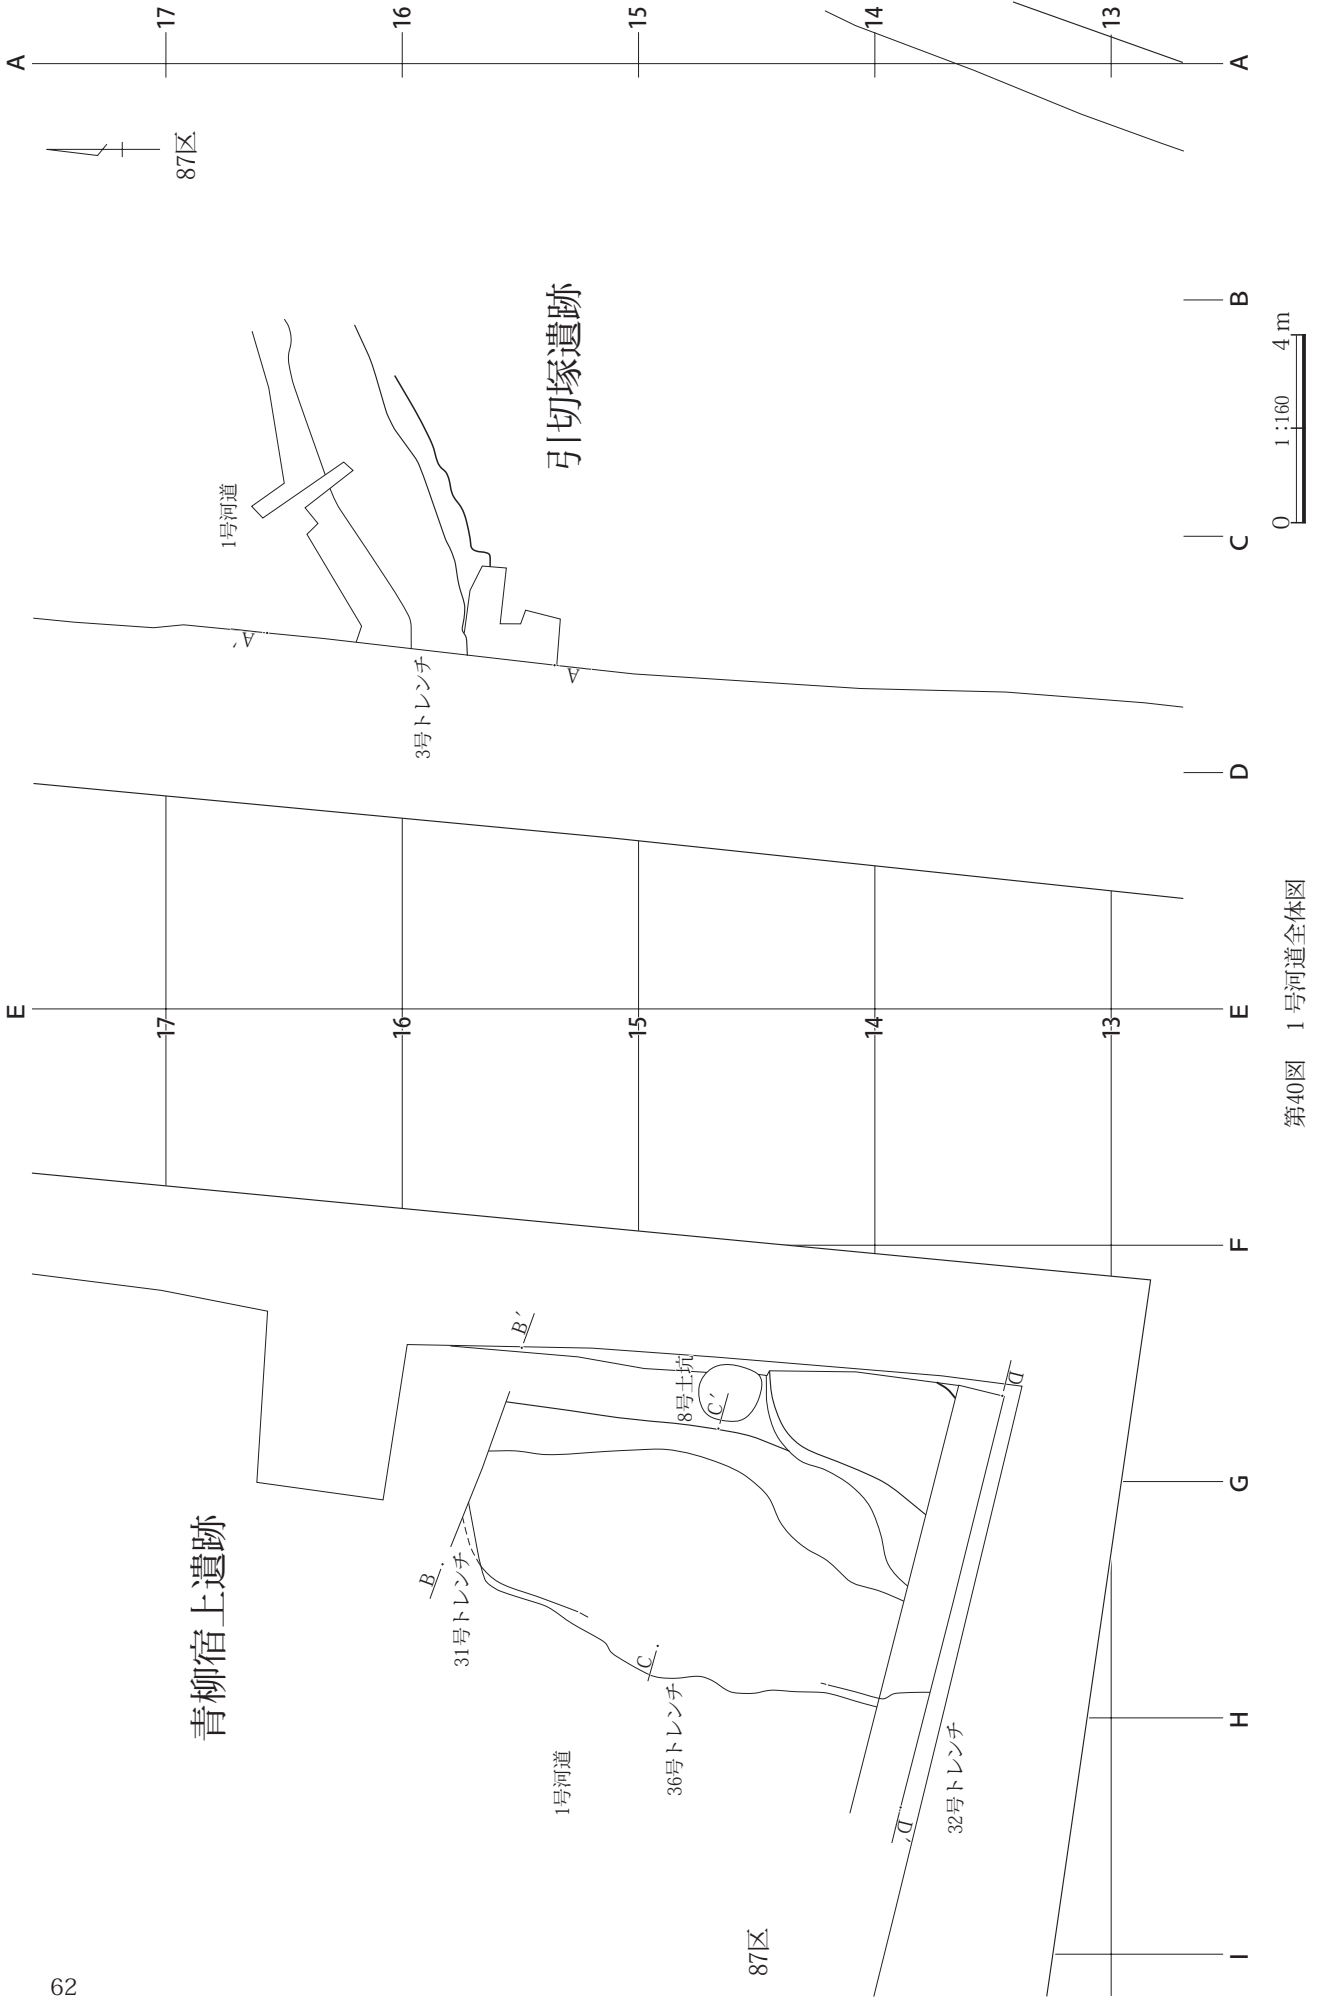 A
17
16
15
14
13
A
87区
B
引切塚遺跡
1号河道
A′
3号トレンチ
A
C
0
1:160
4 m
D
E
17
16
15
14
13
E
F
青柳宿上遺跡
B′
8号土坑
C′
D
B
31号トレンチ
C
36号トレンチ
1号河道
D′
32号トレンチ
87区
G
H
I
第40図　1号河道全体図
62